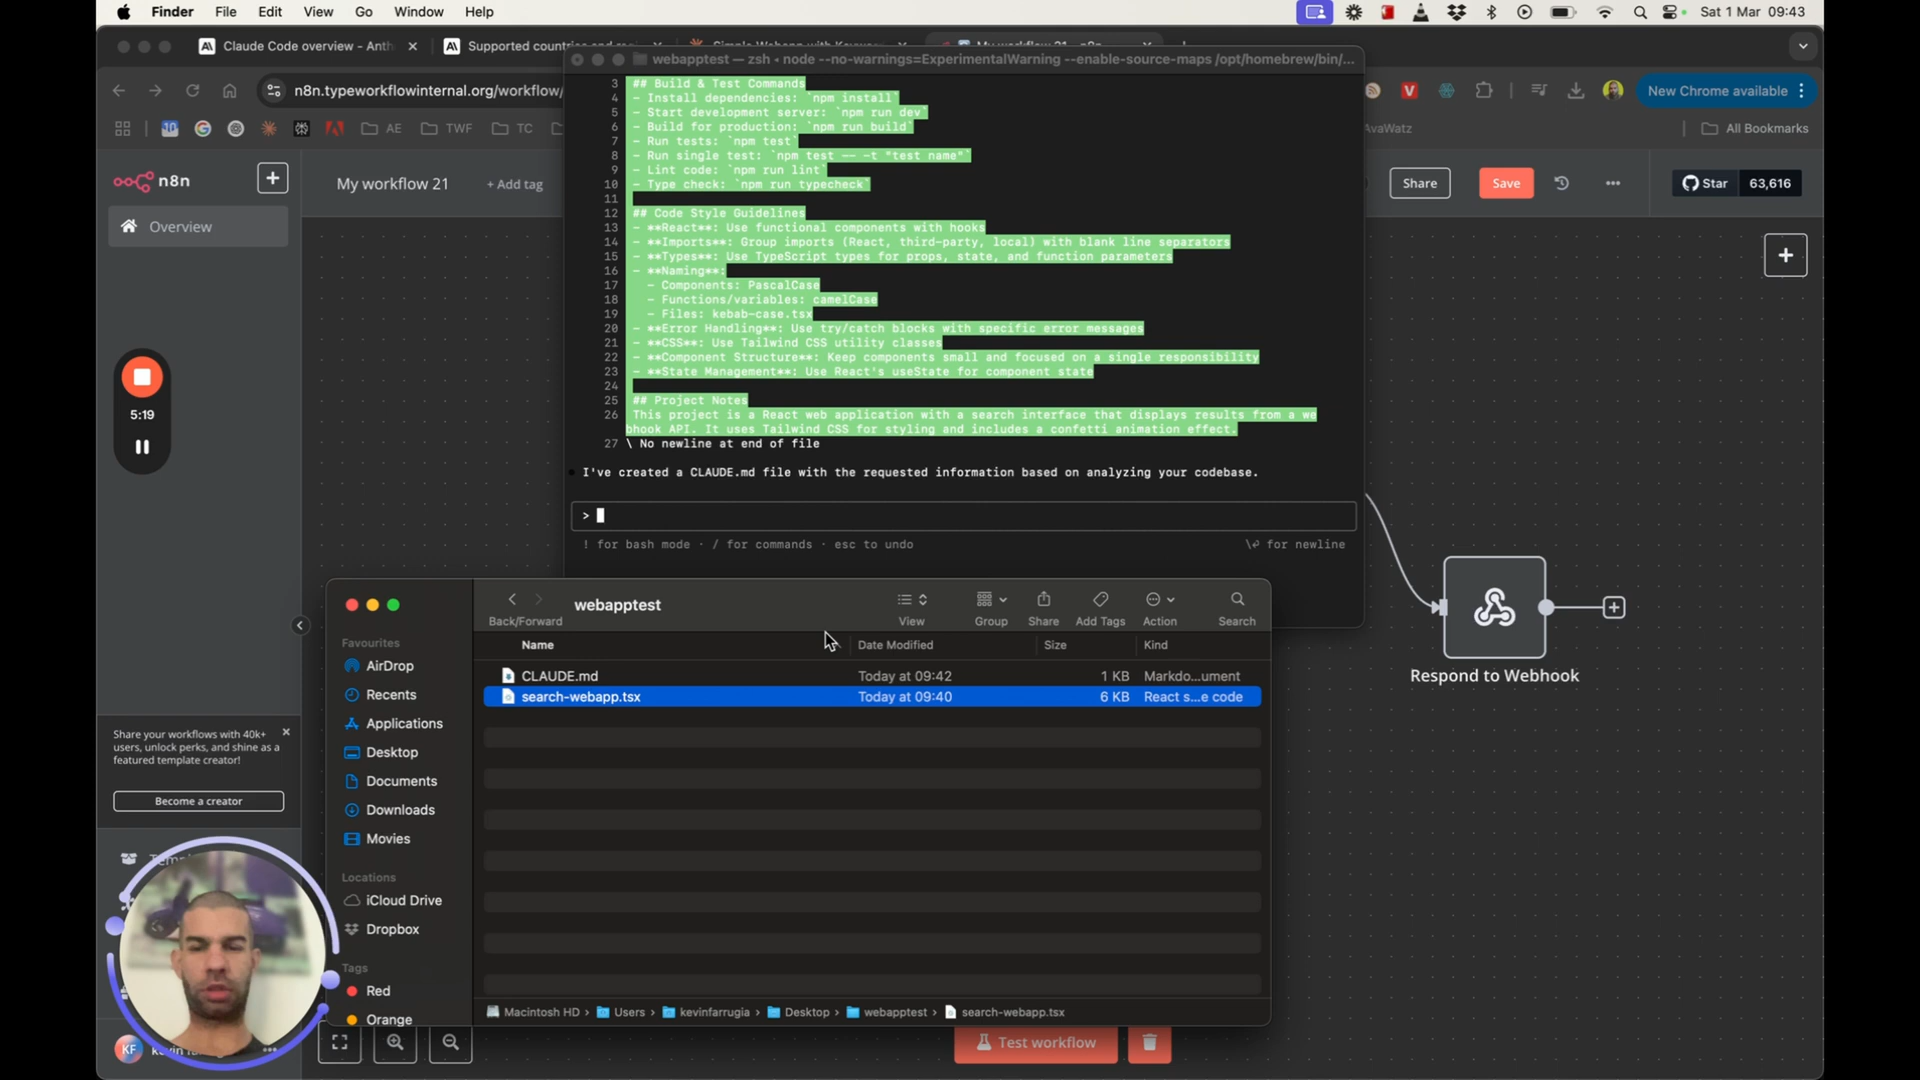 Finder File Edit View Go Window Help
Sat 1 Mar 09:43
Claude Code overview - Anth
Supported countries and
My workflow 21 - n8n
n8n.typeworkflowinternal.org/workflow/
New Chrome available
AE
TWF
TC
AvaWatz
All Bookmarks
n8n
Overview
My workflow 21
+ Add tag
Share
Save
Star
63,616
webapptest — zsh • node --no-warnings=ExperimentalWarning --enable-source-maps /opt/homebrew/bin/...
3 ## Build & Test Commands
4 - Install dependencies: `npm install`
5 - Start development server: `npm run dev`
6 - Build for production: `npm run build`
7 - Run tests: `npm test`
8 - Run single test: `npm test -- -t "test name"`
9 - Lint code: `npm run lint`
10 - Type check: `npm run typecheck`
11
12 ## Code Style Guidelines
13 - **React**: Use functional components with hooks
14 - **Imports**: Group imports (React, third-party, local) with blank line separators
15 - **Types**: Use TypeScript types for props, state, and function parameters
16 - **Naming**:
17 - Components: PascalCase
18 - Functions/variables: camelCase
19 - Files: kebab-case.tsx
20 - **Error Handling**: Use try/catch blocks with specific error messages
21 - **CSS**: Use Tailwind CSS utility classes
22 - **Component Structure**: Keep components small and focused on a single responsibility
23 - **State Management**: Use React's useState for component state
24
25 ## Project Notes
26 This project is a React web application with a search interface that displays results from a we
bhook API. It uses Tailwind CSS for styling and includes a confetti animation effect.
27 \ No newline at end of file
I've created a CLAUDE.md file with the requested information based on analyzing your codebase.
>
! for bash mode · / for commands · esc to undo
\⏎ for newline
5:19
Respond to Webhook
Share your workflows with 40k+
users, unlock perks, and shine as a
featured template creator!
Become a creator
KF
webapptest
Back/Forward
View
Group
Share
Add Tags
Action
Search
Favourites
AirDrop
Recents
Applications
Desktop
Documents
Downloads
Movies
Locations
iCloud Drive
Dropbox
Tags
Red
Orange
Name
Date Modified
Size
Kind
CLAUDE.md
Today at 09:42
1 KB
Markdo...ument
search-webapp.tsx
Today at 09:40
6 KB
React s...e code
Macintosh HD › Users › kevinfarrugia › Desktop › webapptest › search-webapp.tsx
Test workflow